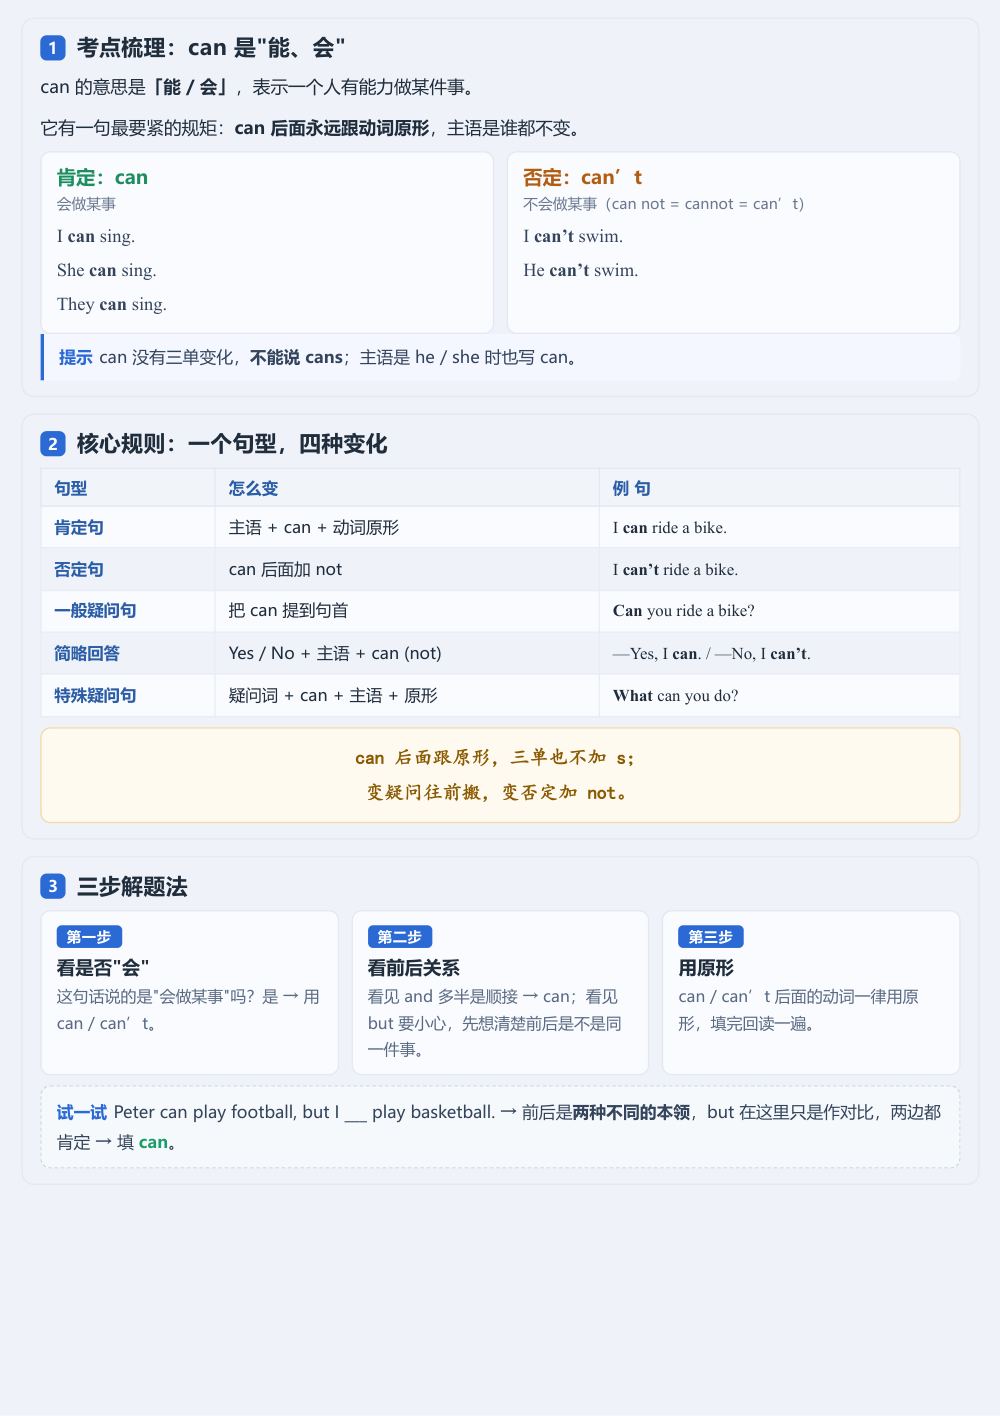 1 考点梳理：can 是"能、会"
can 的意思是「能 / 会」，表示一个人有能力做某件事。
它有一句最要紧的规矩：can 后面永远跟动词原形，主语是谁都不变。
肯定：can
会做某事
I can sing.
She can sing.
They can sing.
否定：can’t
不会做某事（can not = cannot = can’t）
I can’t swim.
He can’t swim.
提示 can 没有三单变化，不能说 cans；主语是 he / she 时也写 can。
2 核心规则：一个句型，四种变化
句型 怎么变 例 句
肯定句 主语 + can + 动词原形 I can ride a bike.
否定句 can 后面加 not I can’t ride a bike.
一般疑问句 把 can 提到句首 Can you ride a bike?
简略回答 Yes / No + 主语 + can (not) —Yes, I can. / —No, I can’t.
特殊疑问句 疑问词 + can + 主语 + 原形 What can you do?
can 后面跟原形，三单也不加 s；
变疑问往前搬，变否定加 not。
3 三步解题法
第一步
看是否"会"
这句话说的是"会做某事"吗？是 → 用
can / can’t。
第二步
看前后关系
看见 and 多半是顺接 → can；看见
but 要小心，先想清楚前后是不是同
一件事。
第三步
用原形
can / can’t 后面的动词一律用原
形，填完回读一遍。
试一试 Peter can play football, but I ___ play basketball. → 前后是两种不同的本领，but 在这里只是作对比，两边都
肯定 → 填 can。